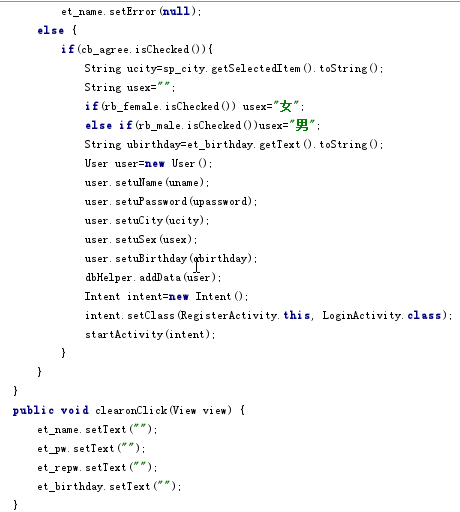 et_name.setError(null);
else {
if(cb_agree.isChecked()){
String ucity=sp_city.getSelectedItem().toString();
String usex="";
if(rb_female.isChecked()) usex="女";
else if(rb_male.isChecked())usex="男";
String ubirthday=et_birthday.getText().toString();
User user=new User();
user.setuName(uname);
user.setuPassword(upassword);
user.setuCity(ucity);
user.setuSex(usex);
user.setuBirthday(ubirthday);
dbHelper.addData(user);
Intent intent=new Intent();
intent.setClass(RegisterActivity.this, LoginActivity.class);
startActivity(intent);
}
}
}
public void clearonClick(View view) {
et_name.setText("");
et_pw.setText("");
et_repw.setText("");
et_birthday.setText("");
}